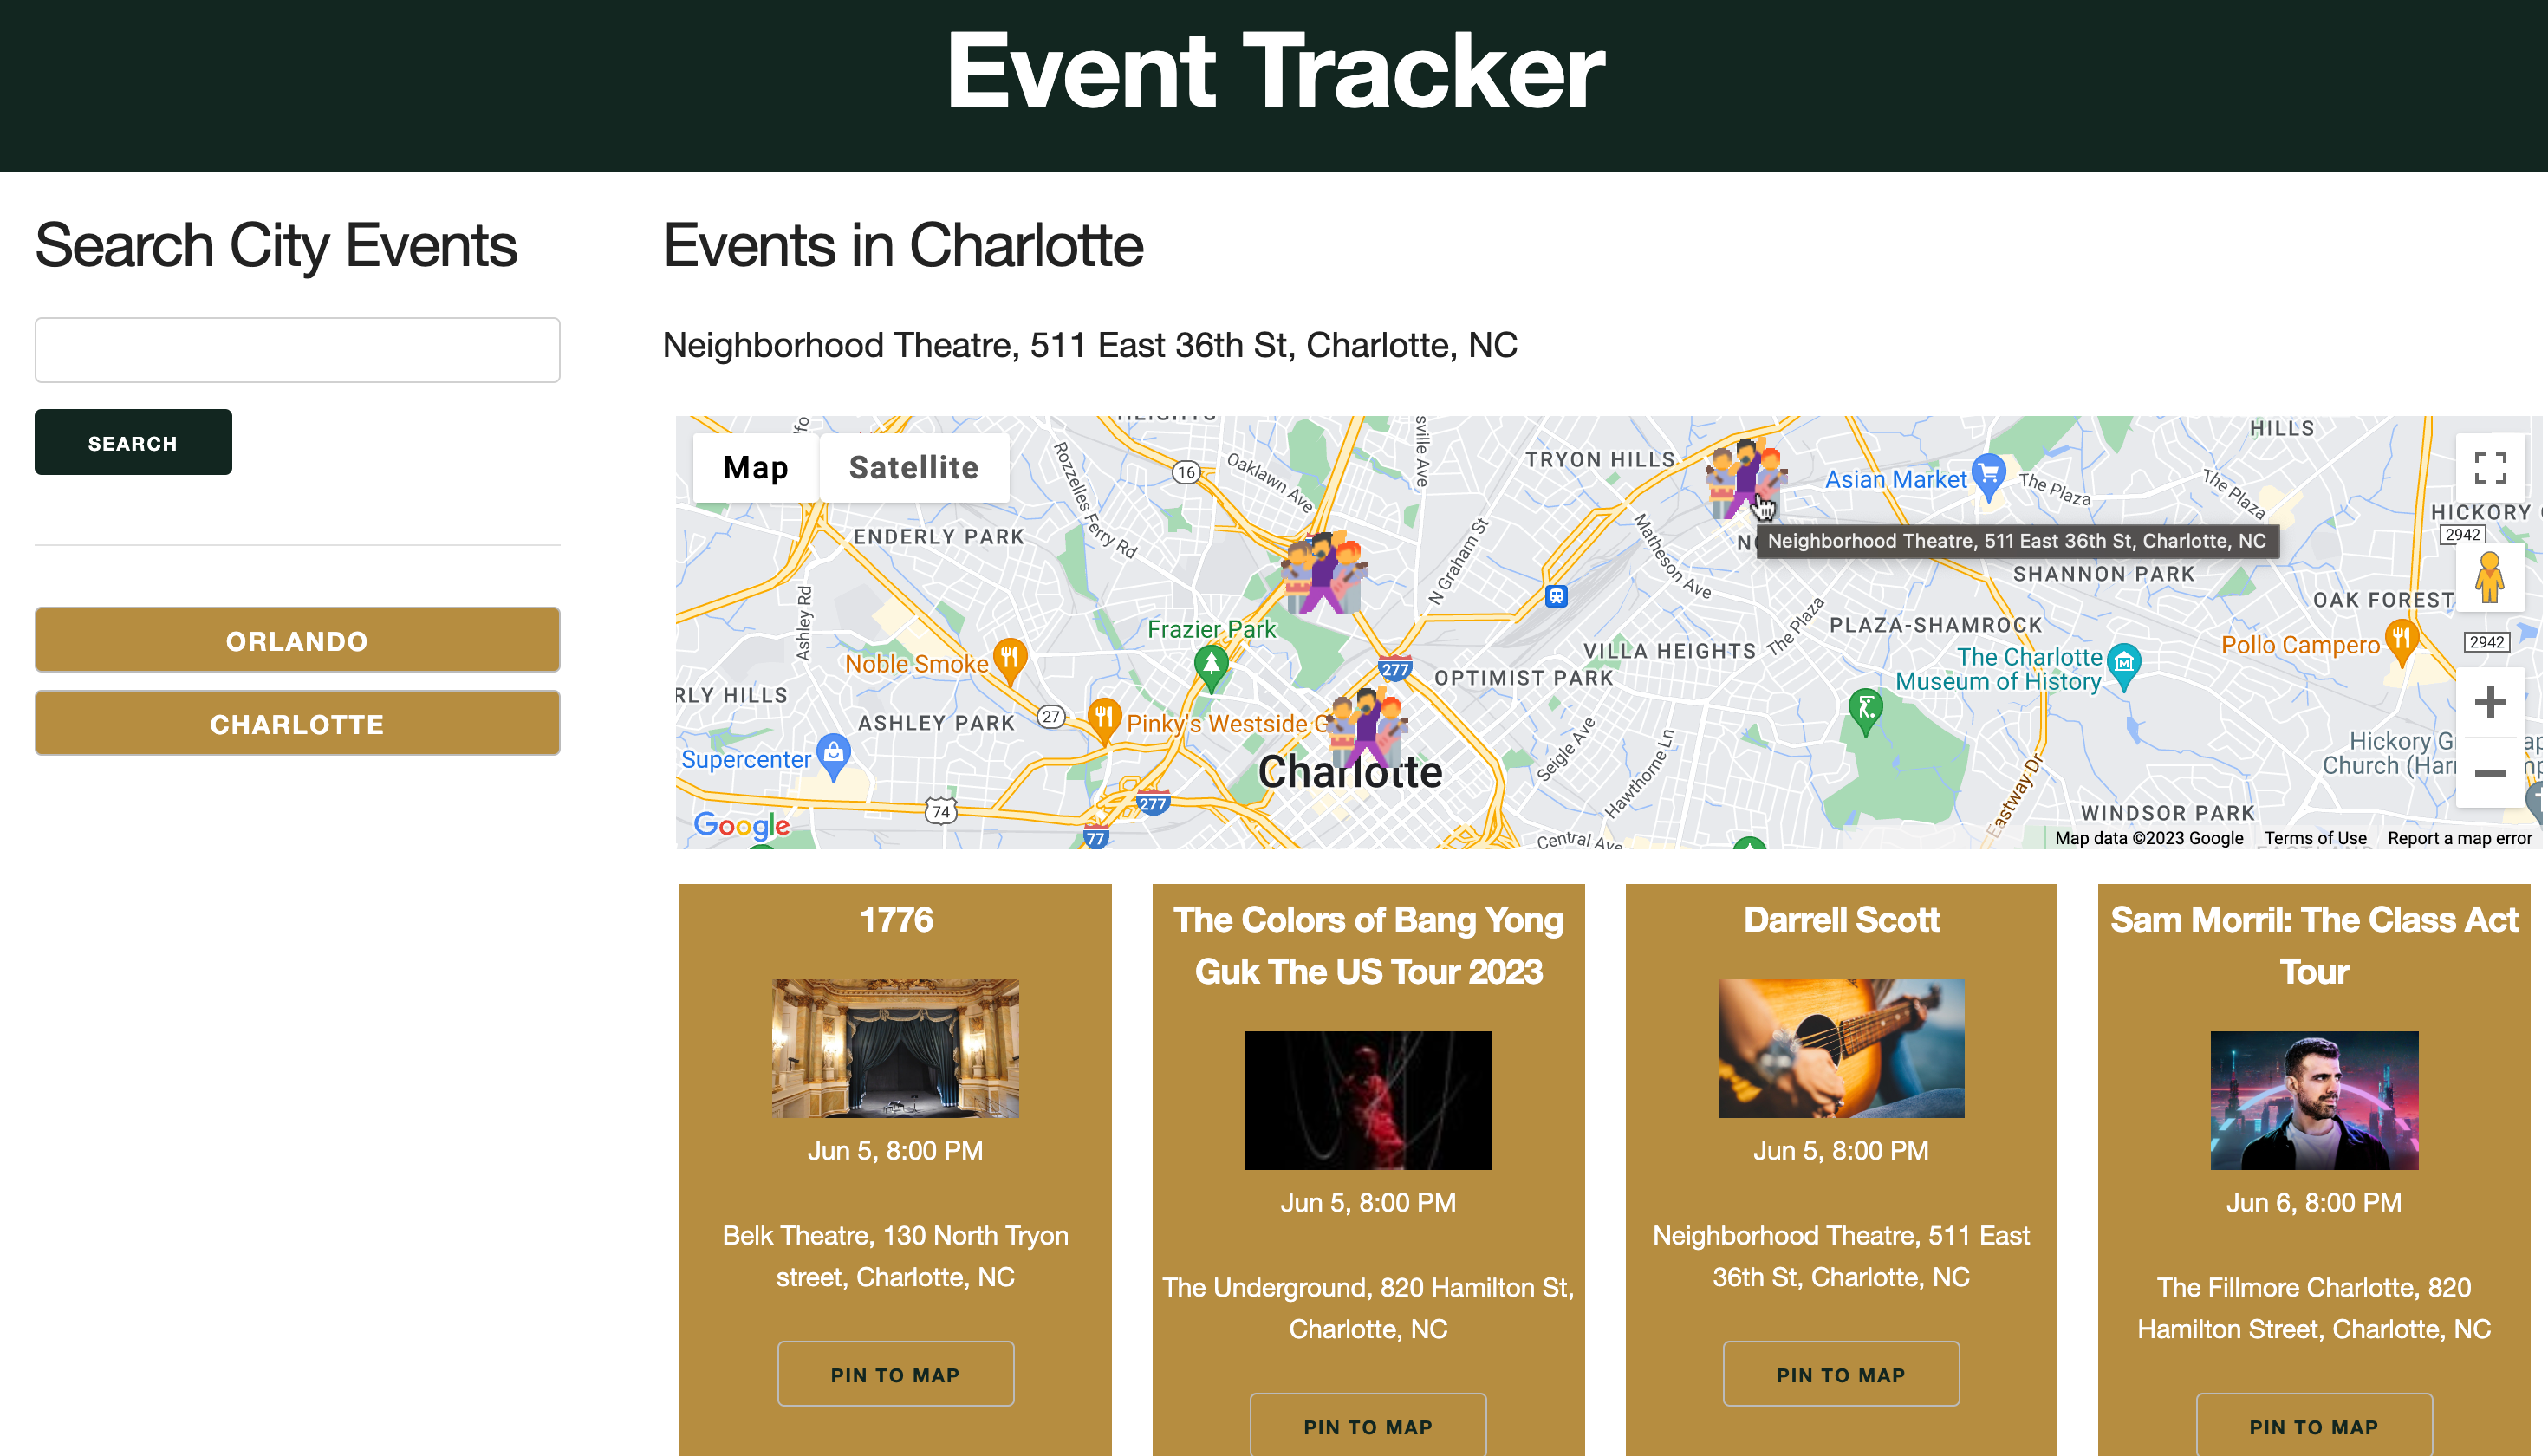 Event Tracker
Search City Events
SEARCH
ORLANDO
CHARLOTTE
Events in Charlotte
Neighborhood Theatre, 511 East 36th St, Charlotte, NC
Map
Satellite
Rozzelles Ferry Rd
16
Oaklawn Ave
sville Ave
TRYON HILLS
Asian Market
The Plaza
The Plaza
HILLS
HICKORY
2942
ENDERLY PARK
Ashley Rd
N Graham St
Matheson Ave
Neighborhood Theatre, 511 East 36th St, Charlotte, NC
SHANNON PARK
OAK FOREST
Frazier Park
The Plaza
PLAZA-SHAMROCK
Noble Smoke
277
VILLA HEIGHTS
The Charlotte
Museum of History
Pollo Campero
2942
RLY HILLS
OPTIMIST PARK
ASHLEY PARK
27
Pinky's Westside G
Supercenter
Charlotte
Seigle Ave
Hawthorne Ln
Eastway Dr
Hickory G
Church (Harr
74
277
77
WINDSOR PARK
Google
Central Ave
Map data ©2023 Google
Terms of Use
Report a map error
1776
Jun 5, 8:00 PM
Belk Theatre, 130 North Tryon
street, Charlotte, NC
PIN TO MAP
The Colors of Bang Yong
Guk The US Tour 2023
Jun 5, 8:00 PM
The Underground, 820 Hamilton St,
Charlotte, NC
PIN TO MAP
Darrell Scott
Jun 5, 8:00 PM
Neighborhood Theatre, 511 East
36th St, Charlotte, NC
PIN TO MAP
Sam Morril: The Class Act
Tour
Jun 6, 8:00 PM
The Fillmore Charlotte, 820
Hamilton Street, Charlotte, NC
PIN TO MAP